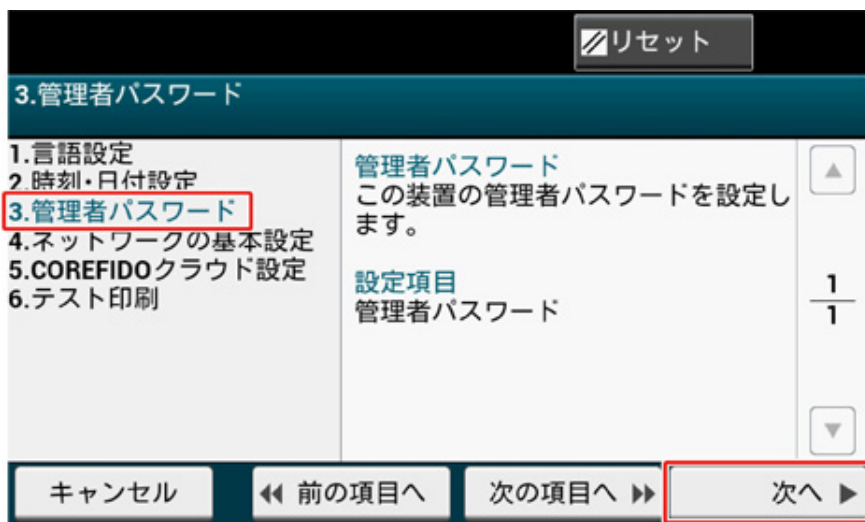 リセット
3.管理者パスワード
1.言語設定
2.時刻・日付設定
3.管理者パスワード
4.ネットワークの基本設定
5.COREFIDOクラウド設定
6.テスト印刷
管理者パスワード
この装置の管理者パスワードを設定し
ます。
設定項目
管理者パスワード
1
1
キャンセル
前の項目へ
次の項目へ
次へ